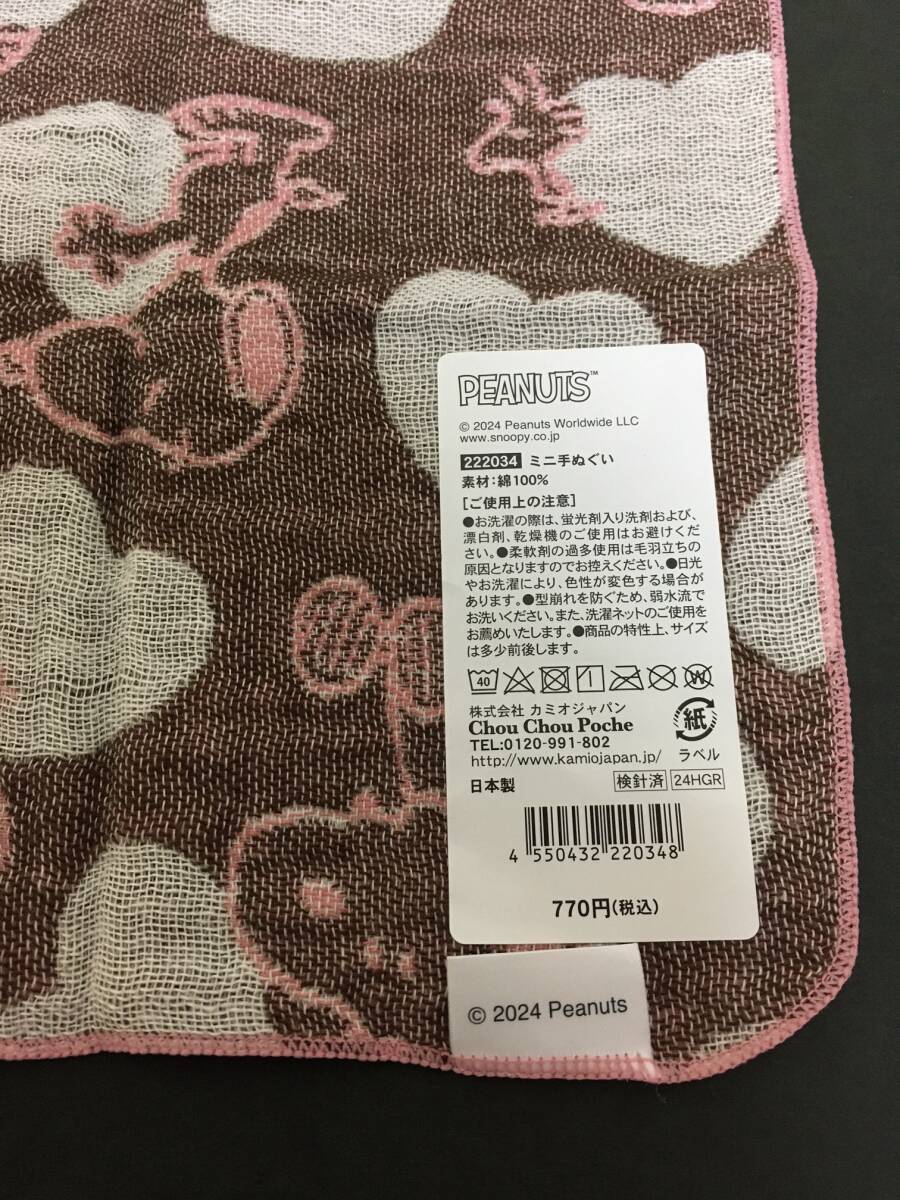 PEANUTS™
© 2024 Peanuts Worldwide LLC
www.snoopy.co.jp
222034 ミニ手ぬぐい
素材：綿100%
［ご使用上の注意］
●お洗濯の際は、蛍光剤入り洗剤および、
漂白剤、乾燥機のご使用はお避けくだ
さい。●柔軟剤の過多使用は毛羽立ちの
原因となりますのでお控えください。●日光
やお洗濯により、色性が変色する場合が
あります。●型崩れを防ぐため、弱水流で
お洗いください。また、洗濯ネットのご使用を
お薦めいたします。●商品の特性上、サイズ
は多少前後します。
40
W
株式会社 カミオジャパン
Chou Chou Poche
TEL:0120-991-802
http://www.kamiojapan.jp/
紙
ラベル
日本製 検針済 24HGR
4 550432 220348
770円(税込)
© 2024 Peanuts